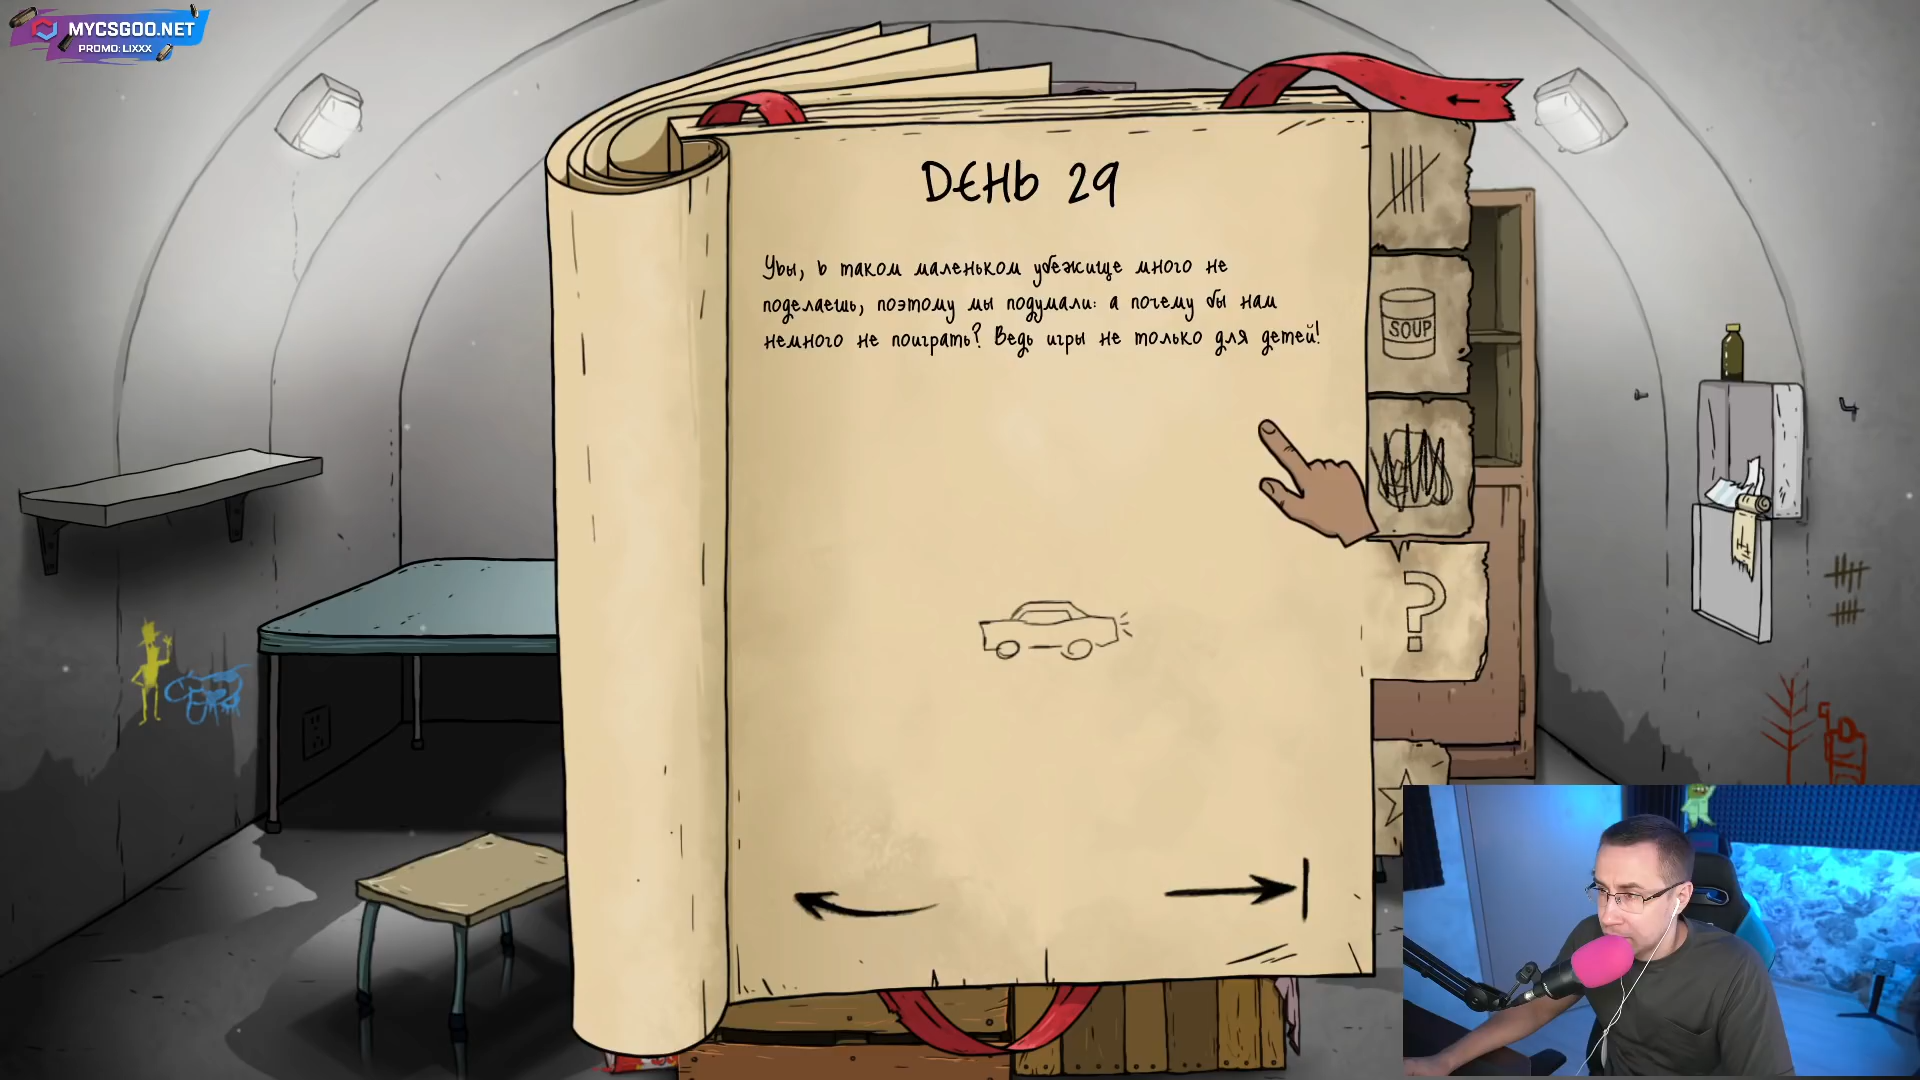 MYCSGOO.NET
PROMO: LIXXX
ДЕНЬ 29
Увы, в таком маленьком убежище много не
поделаешь, поэтому мы подумали: а почему бы нам
немного не поиграть? Ведь игры не только для детей!
SOUP
?